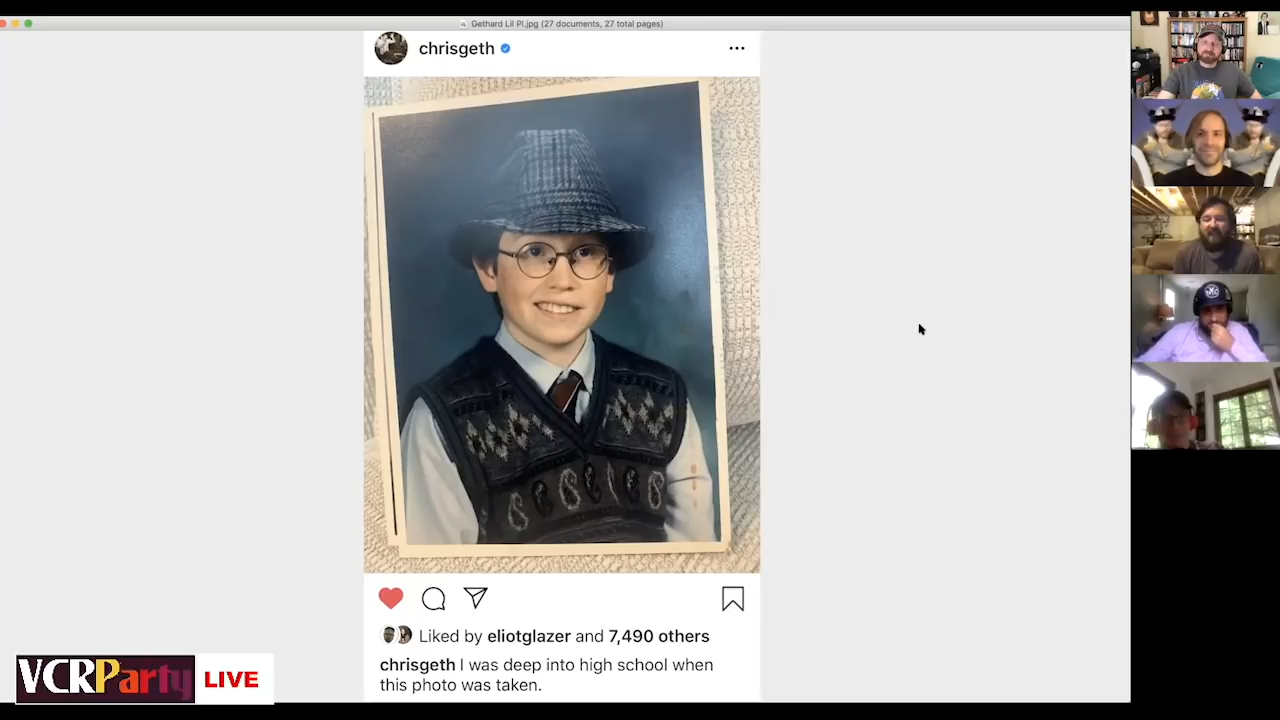 Gethard Lil PI.jpg (27 documents, 27 total pages)
chrisgeth
Liked by eliotglazer and 7,490 others
chrisgeth I was deep into high school when
this photo was taken.
VCRParty LIVE